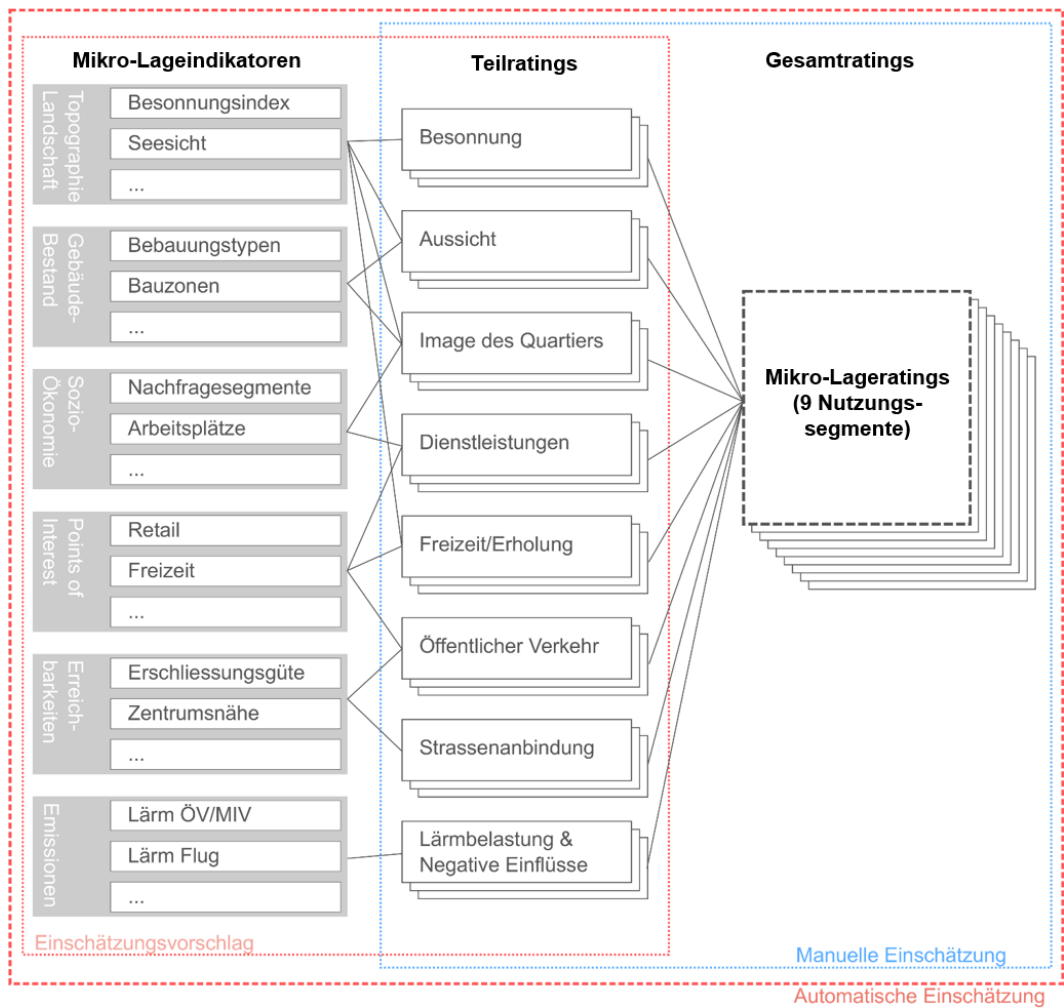 Mikro-Lageindikatoren
Topographie
Landschaft
Besonnungsindex
Seesicht
...
Gebäude-
Bestand
Bebauungstypen
Bauzonen
...
Sozio-
Ökonomie
Nachfragesegmente
Arbeitsplätze
...
Points of
Interest
Retail
Freizeit
...
Erreich-
barkeiten
Erschliessungsgüte
Zentrumsnähe
...
Emissionen
Lärm ÖV/MIV
Lärm Flug
...
Einschätzungsvorschlag
Teilratings
Besonnung
Aussicht
Image des Quartiers
Dienstleistungen
Freizeit/Erholung
Öffentlicher Verkehr
Strassenanbindung
Lärmbelastung &
Negative Einflüsse
Gesamtratings
Mikro-Lageratings
(9 Nutzungs-
segmente)
Manuelle Einschätzung
Automatische Einschätzung